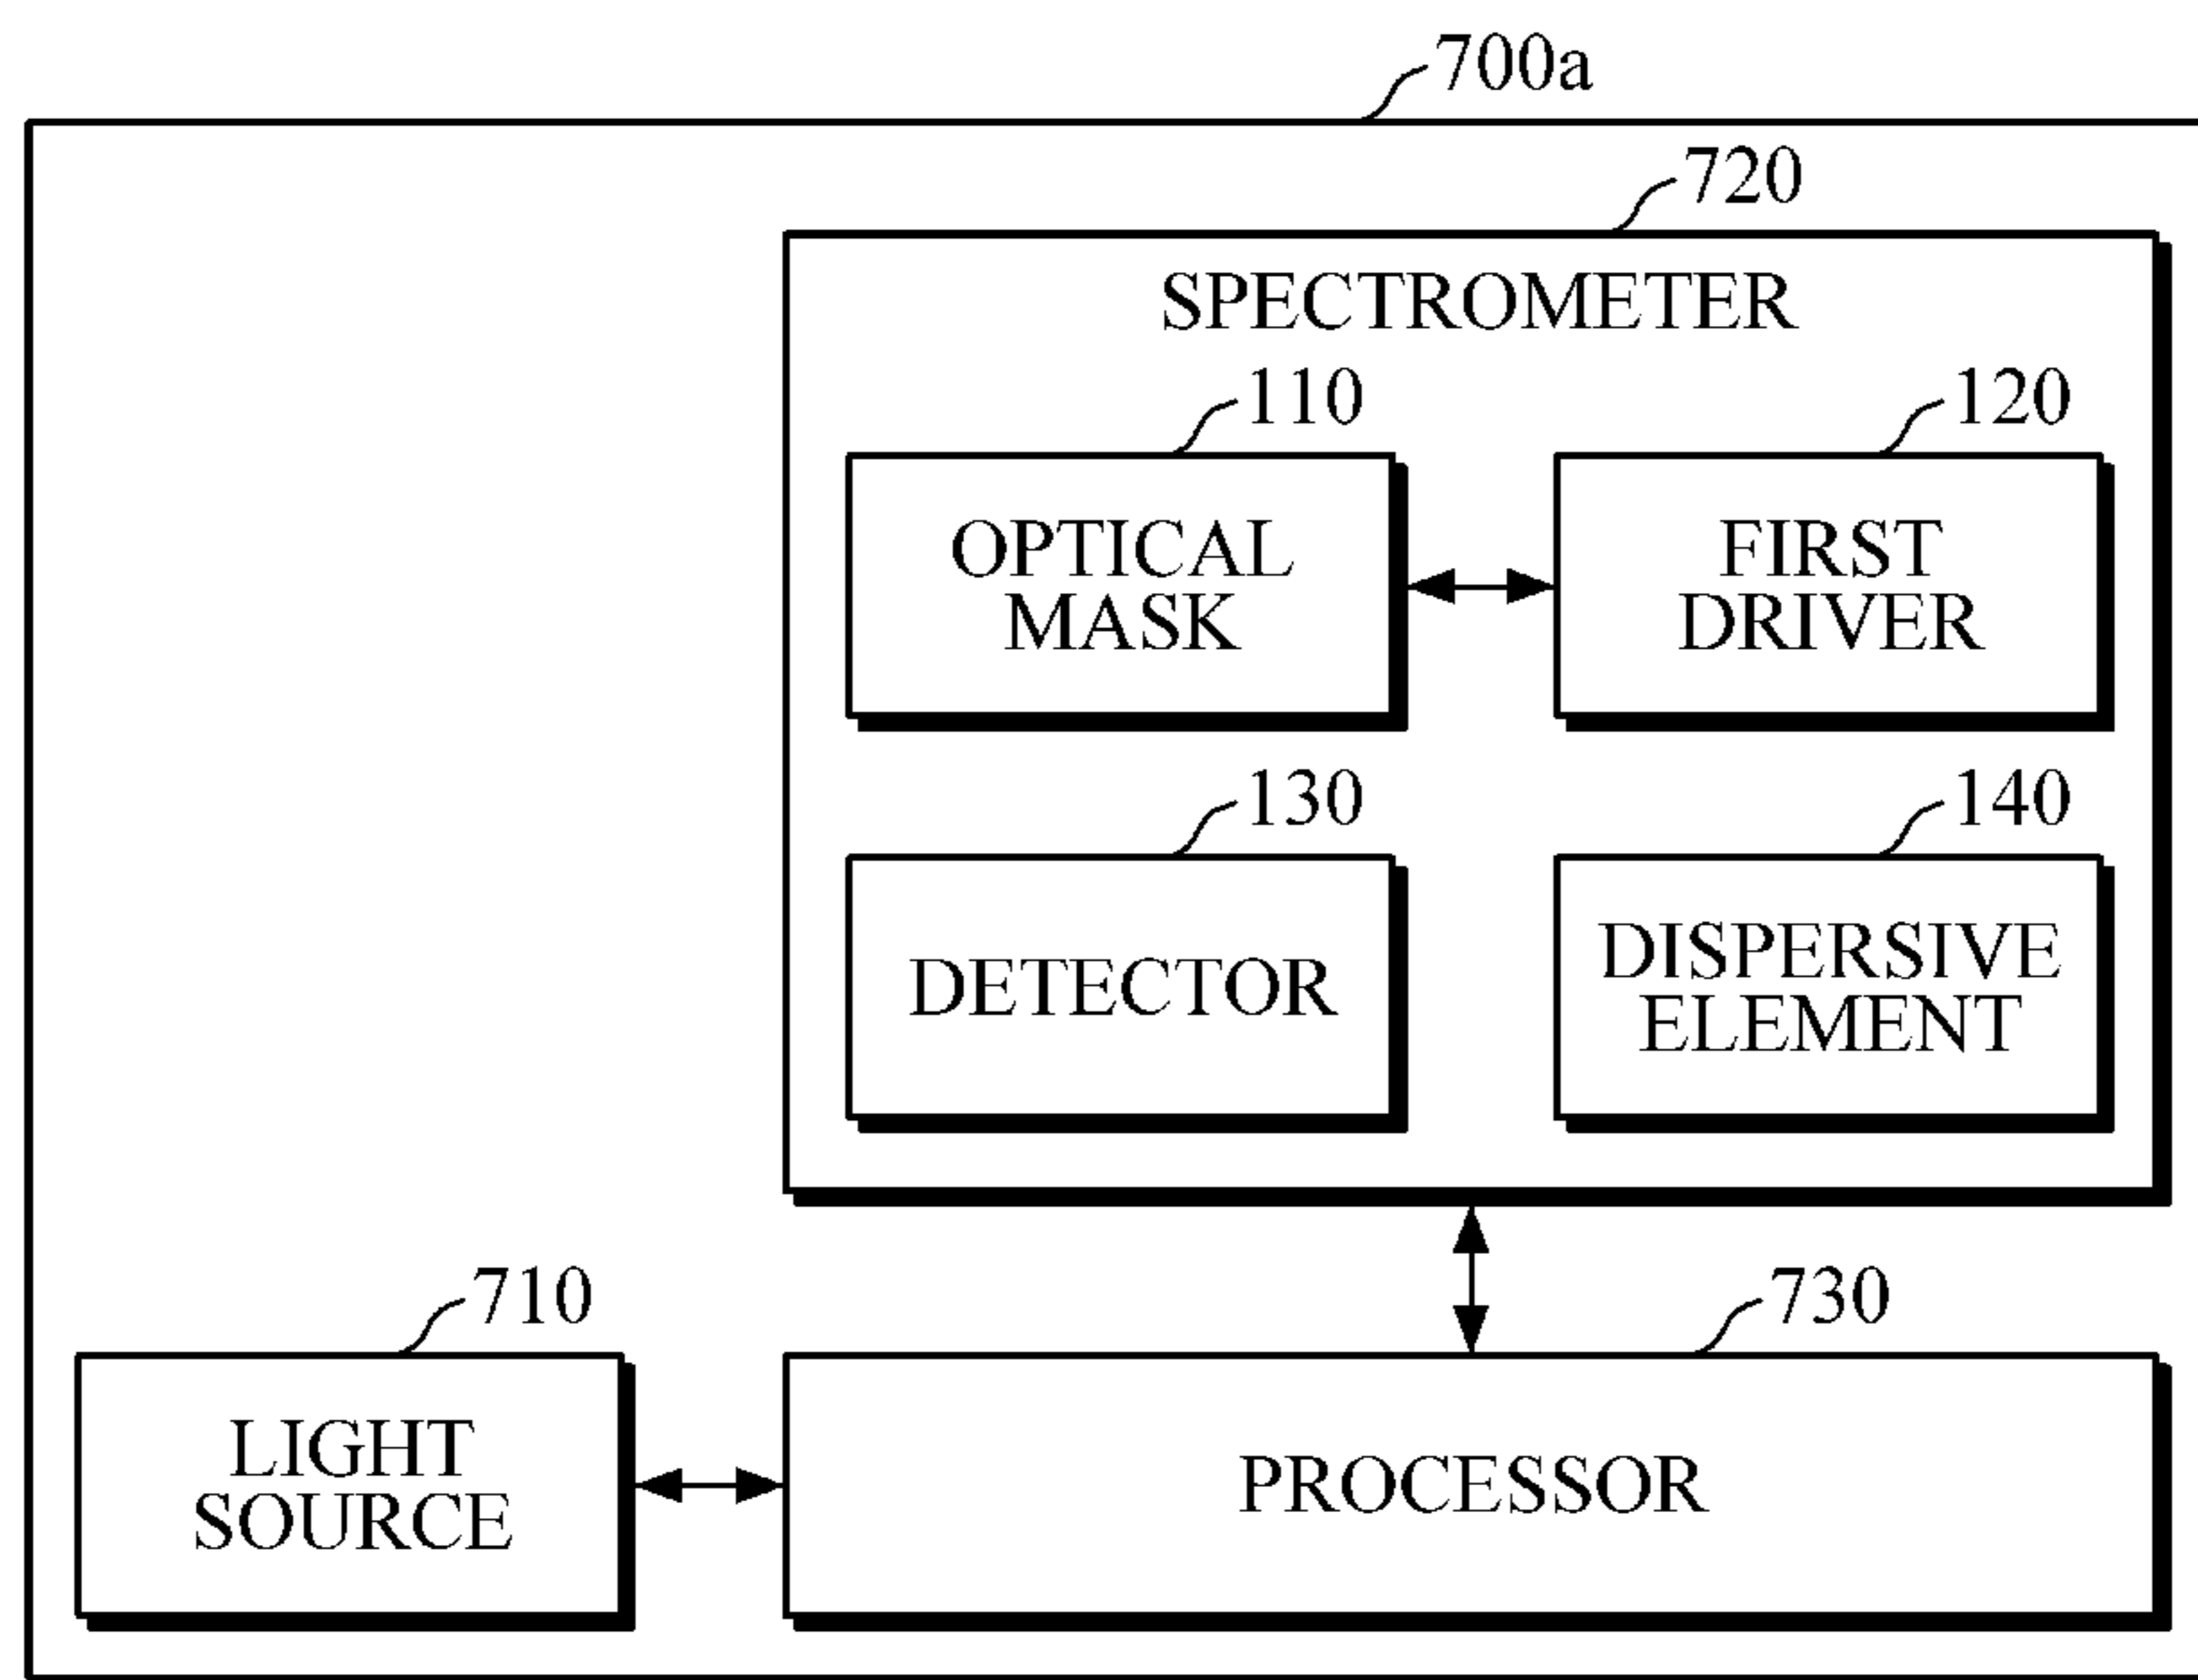 700a
720
SPECTROMETER
110
120
OPTICAL
MASK
FIRST
DRIVER
130
140
DETECTOR
DISPERSIVE
ELEMENT
710
730
LIGHT
SOURCE
PROCESSOR